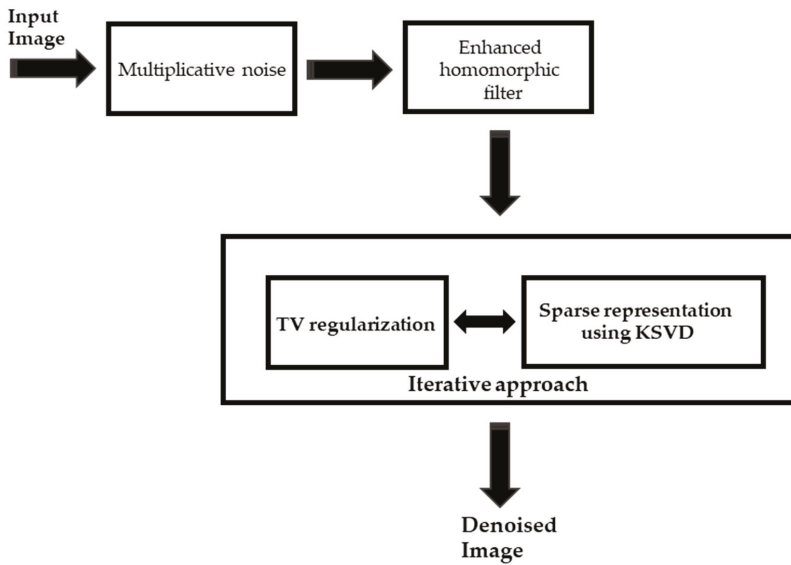 Input
Image
Multiplicative noise
Enhanced
homomorphic
filter
TV regularization
Sparse representation
using KSVD
Iterative approach
Denoised
Image